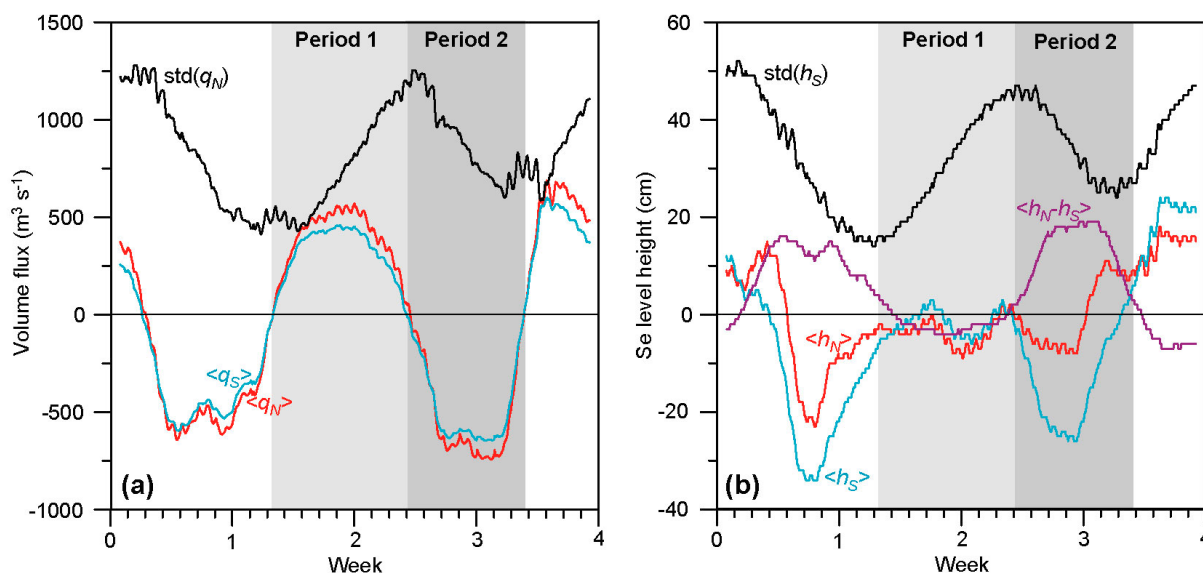 1500
1000
500
0
-500
-1000
Volume flux (m³ s⁻¹)
0
1
2
3
4
Week
Period 1
Period 2
std(qN)
<qS>
<qN>
(a)
60
40
20
0
-20
-40
Se level height (cm)
0
1
2
3
4
Week
Period 1
Period 2
std(hS)
<hN-hS>
<hN>
<hS>
(b)